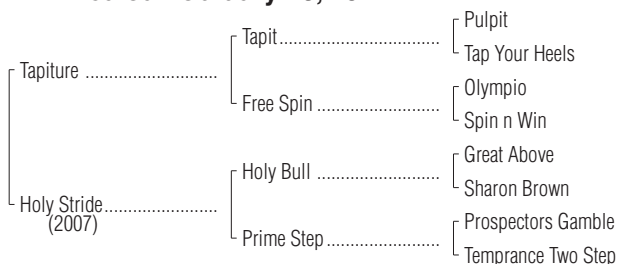 Pulpit
Tapit........................................
Tap Your Heels
Tapiture .................................
Olympio
Free Spin ...............................
Spin n Win
Great Above
Holy Bull ...............................
Sharon Brown
Holy Stride............................
(2007)
Prospectors Gamble
Prime Step............................
Temprance Two Step